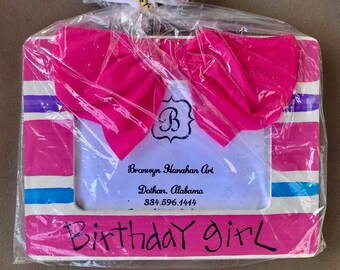 B
Bronwyn Hanahan Art
Dothan, Alabama
334.596.1414
Birthday girl